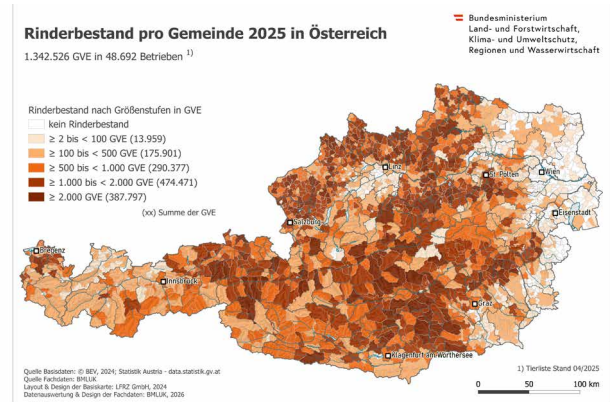 Rinderbestand pro Gemeinde 2025 in Österreich
1.342.526 GVE in 48.692 Betrieben 1)
Bundesministerium
Land- und Forstwirtschaft,
Klima- und Umweltschutz,
Regionen und Wasserwirtschaft
Rinderbestand nach Größenstufen in GVE
kein Rinderbestand
≥ 2 bis < 100 GVE (13.959)
≥ 100 bis < 500 GVE (175.901)
≥ 500 bis < 1.000 GVE (290.377)
≥ 1.000 bis < 2.000 GVE (474.471)
≥ 2.000 GVE (387.797)
(xx) Summe der GVE
Linz
St. Pölten
Wien
Eisenstadt
Salzburg
Bregenz
Innsbruck
Graz
Klagenfurt am Wörthersee
Quelle Basisdaten: © BEV, 2024; Statistik Austria - data.statistik.gv.at
Quelle Fachdaten: BMLUK
Layout & Design der Basiskarte: LFRZ GmbH, 2024
Datenauswertung & Design der Fachdaten: BMLUK, 2026
1) Tierliste Stand 04/2025
0 50 100 km